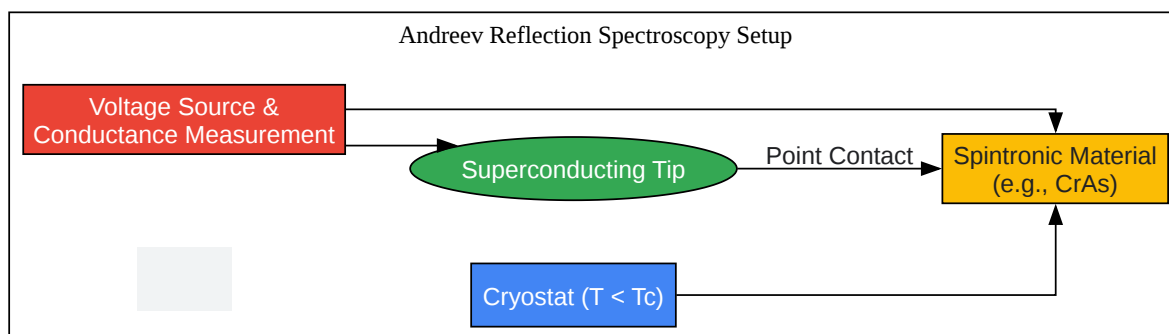 Andreev Reflection Spectroscopy Setup
Voltage Source &
Conductance Measurement
Superconducting Tip
Point Contact
Spintronic Material
(e.g., CrAs)
Cryostat (T < Tc)